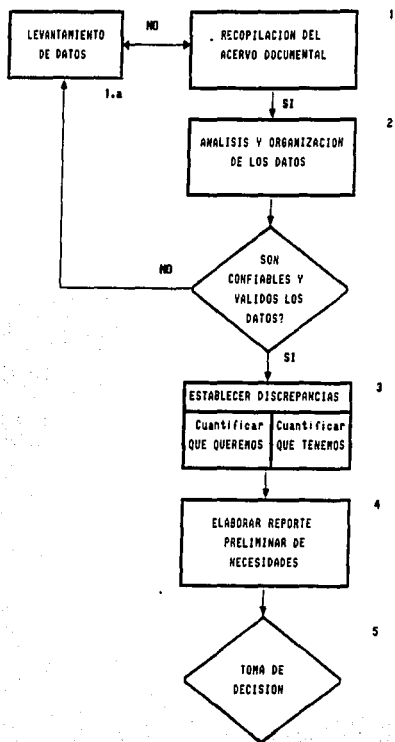 1
LEVANTAMIENTO
DE DATOS
NO
RECOPILACION DEL
ACERVO DOCUMENTAL
1.a
SI
2
ANALISIS Y ORGANIZACION
DE LOS DATOS
NO
SON
CONFIABLES Y
VALIDOS LOS
DATOS?
SI
3
ESTABLECER DISCREPANCIAS
Cuantificar
QUE QUEREMOS
Cuantificar
QUE TENEMOS
4
ELABORAR REPORTE
PRELIMINAR DE
NECESIDADES
5
TOMA DE
DECISION